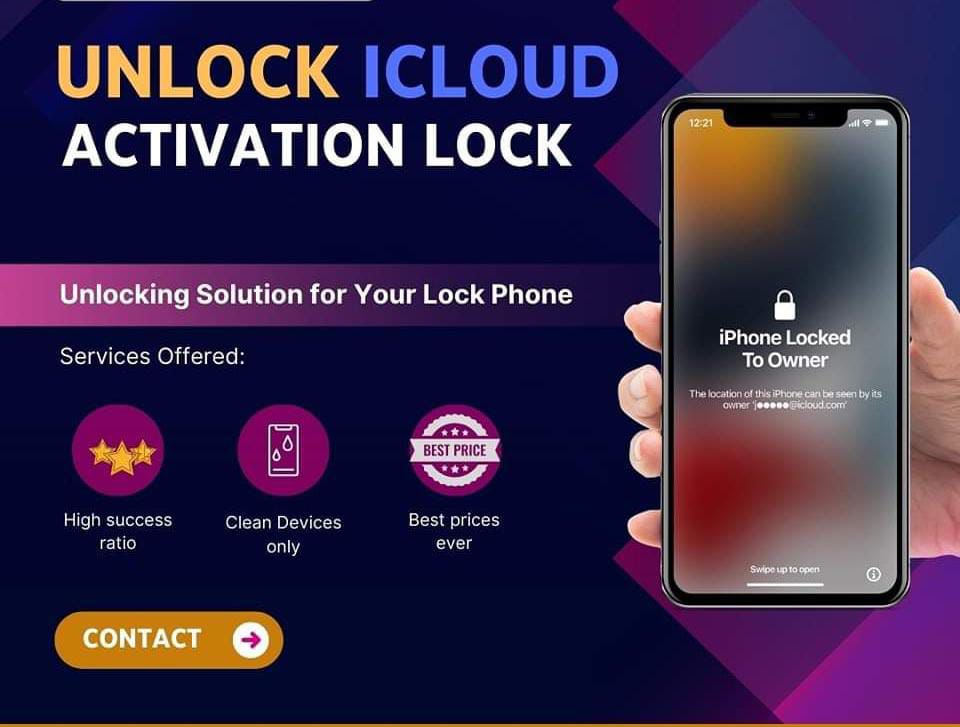 UNLOCK ICLOUD
ACTIVATION LOCK
Unlocking Solution for Your Lock Phone
Services Offered:
High success
ratio
Clean Devices
only
BEST PRICE
Best prices
ever
CONTACT
12:21
iPhone Locked
To Owner
The location of this iPhone can be seen by its
owner 'j●●●●●@icloud.com'
Swipe up to open